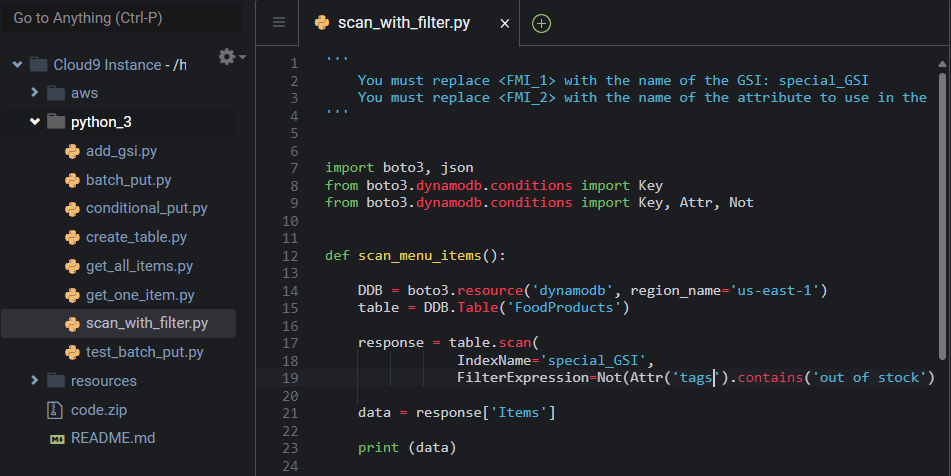 Go to Anything (Ctrl-P)
Cloud9 Instance - /h
aws
python_3
add_gsi.py
batch_put.py
conditional_put.py
create_table.py
get_all_items.py
get_one_item.py
scan_with_filter.py
test_batch_put.py
resources
code.zip
README.md
scan_with_filter.py
1 '''
2 You must replace <FMI_1> with the name of the GSI: special_GSI
3 You must replace <FMI_2> with the name of the attribute to use in the
4 '''
5
6
7 import boto3, json
8 from boto3.dynamodb.conditions import Key
9 from boto3.dynamodb.conditions import Key, Attr, Not
10
11
12 def scan_menu_items():
13
14 DDB = boto3.resource('dynamodb', region_name='us-east-1')
15 table = DDB.Table('FoodProducts')
16
17 response = table.scan(
18 IndexName='special_GSI',
19 FilterExpression=Not(Attr('tags').contains('out of stock')
20
21 data = response['Items']
22
23 print (data)
24